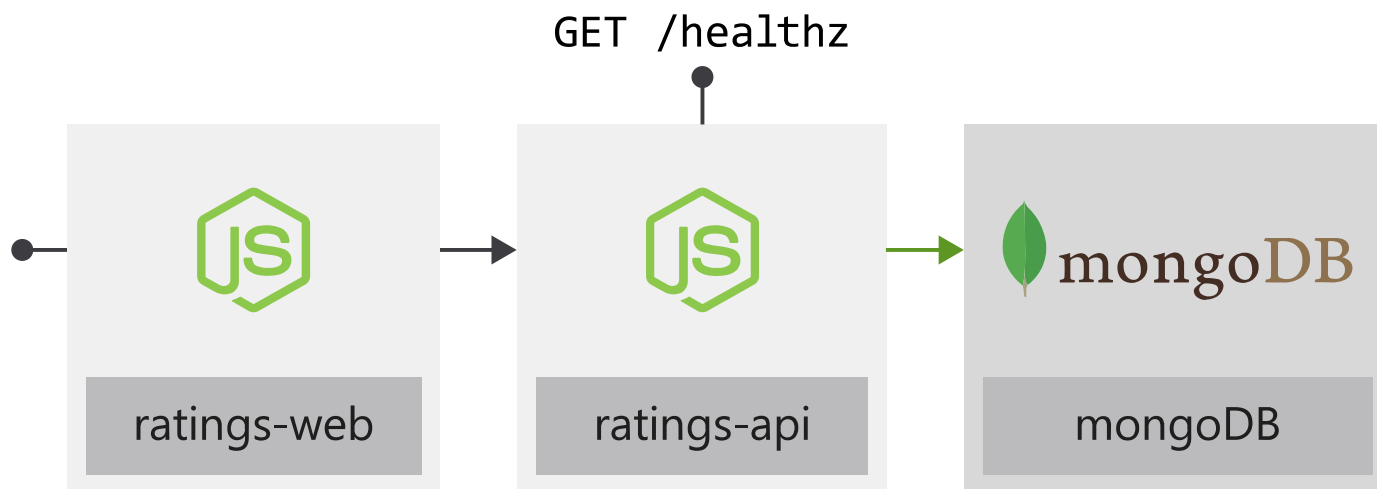 GET /healthz
JS
JS
mongoDB
ratings-web
ratings-api
mongoDB